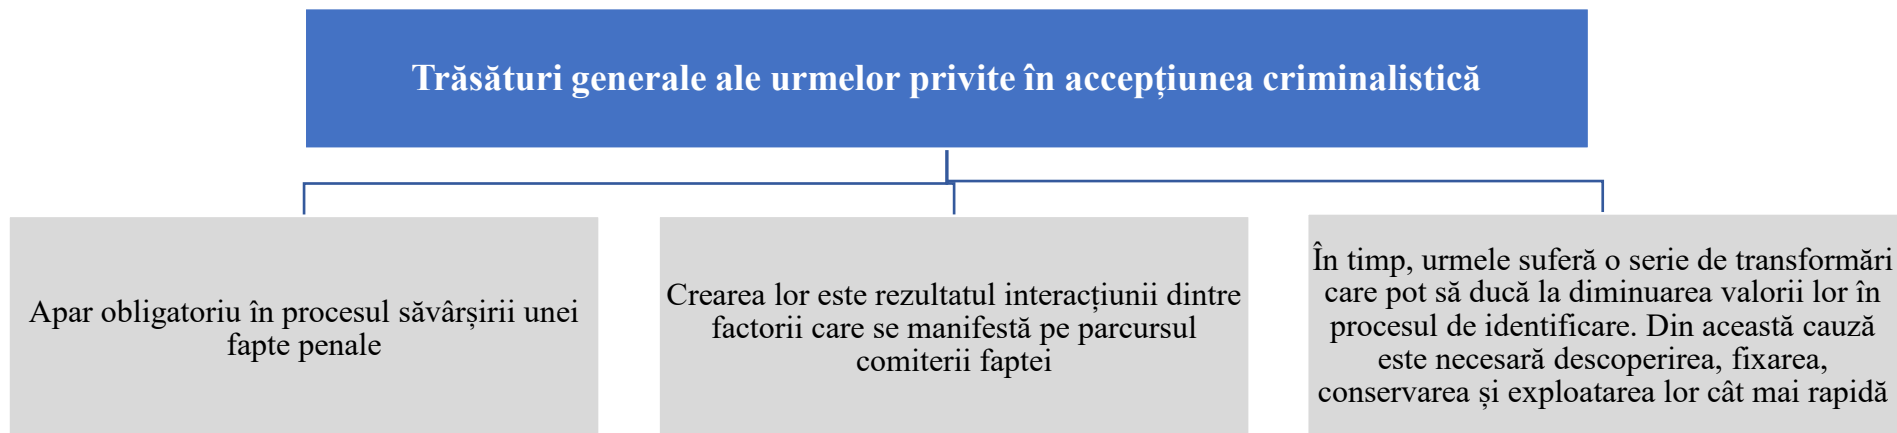 Trăsături generale ale urmelor privite în accepțiunea criminalistică
Apar obligatoriu în procesul săvârșirii unei
fapte penale
Crearea lor este rezultatul interacțiunii dintre
factorii care se manifestă pe parcursul
comiterii faptei
În timp, urmele suferă o serie de transformări
care pot să ducă la diminuarea valorii lor în
procesul de identificare. Din această cauză
este necesară descoperirea, fixarea,
conservarea și exploatarea lor cât mai rapidă